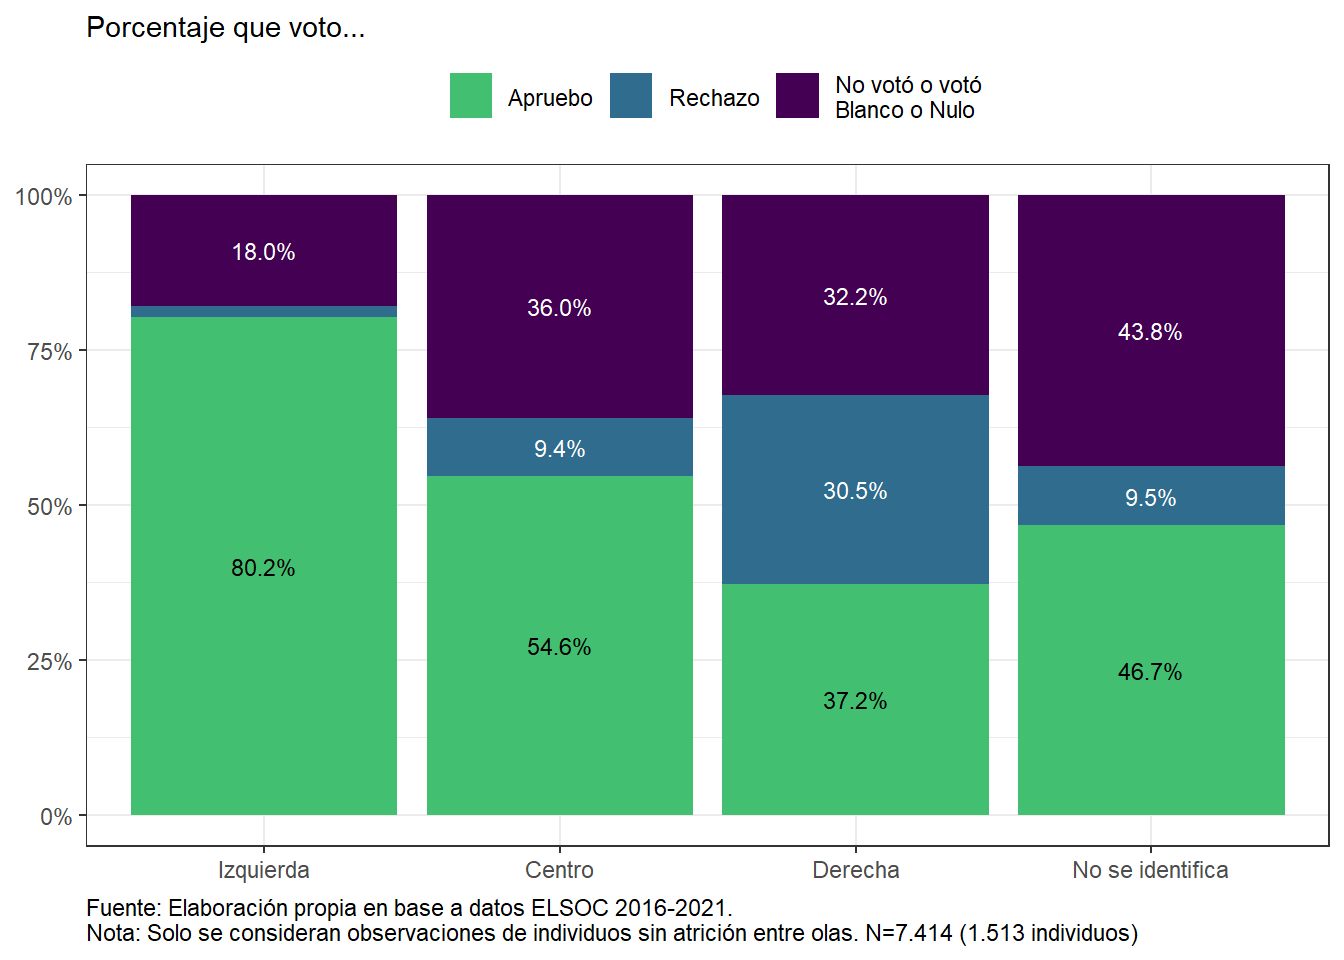 Porcentaje que voto...
Apruebo
Rechazo
No votó o votó
Blanco o Nulo
100%
75%
50%
25%
0%
18.0%
80.2%
36.0%
9.4%
54.6%
32.2%
30.5%
37.2%
43.8%
9.5%
46.7%
Izquierda
Centro
Derecha
No se identifica
Fuente: Elaboración propia en base a datos ELSOC 2016-2021.
Nota: Solo se consideran observaciones de individuos sin atrición entre olas. N=7.414 (1.513 individuos)